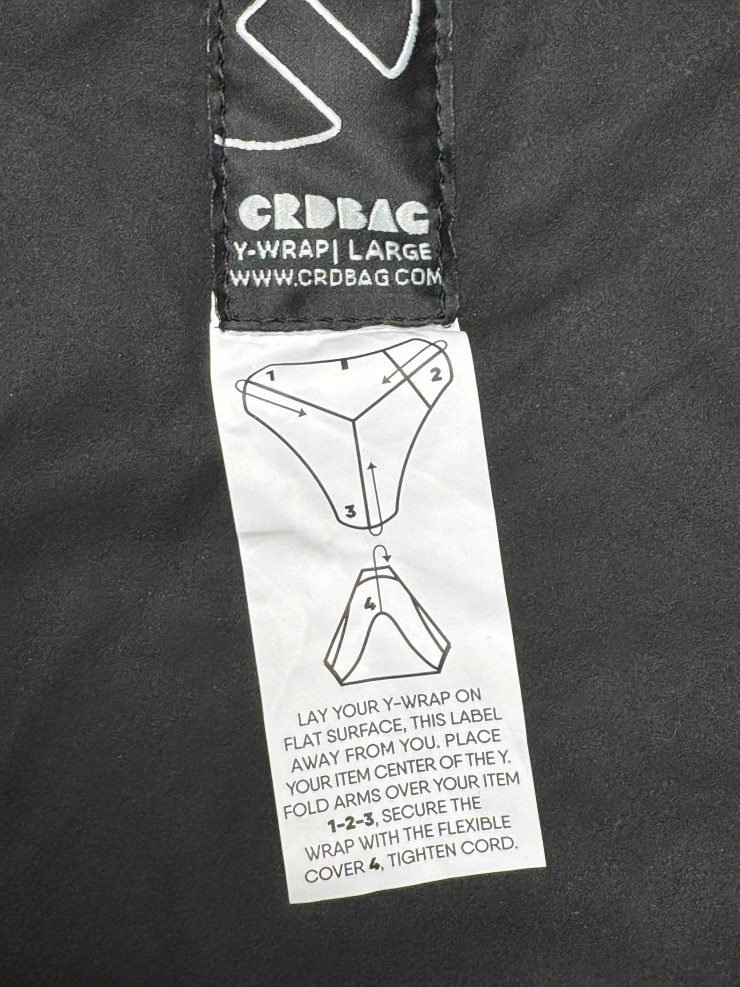 CRDBAG
Y-WRAP| LARGE
WWW.CRDBAG.COM
1
2
3
4
LAY YOUR Y-WRAP ON
FLAT SURFACE, THIS LABEL
AWAY FROM YOU. PLACE
YOUR ITEM CENTER OF THE Y.
FOLD ARMS OVER YOUR ITEM
1-2-3, SECURE THE
WRAP WITH THE FLEXIBLE
COVER 4, TIGHTEN CORD.